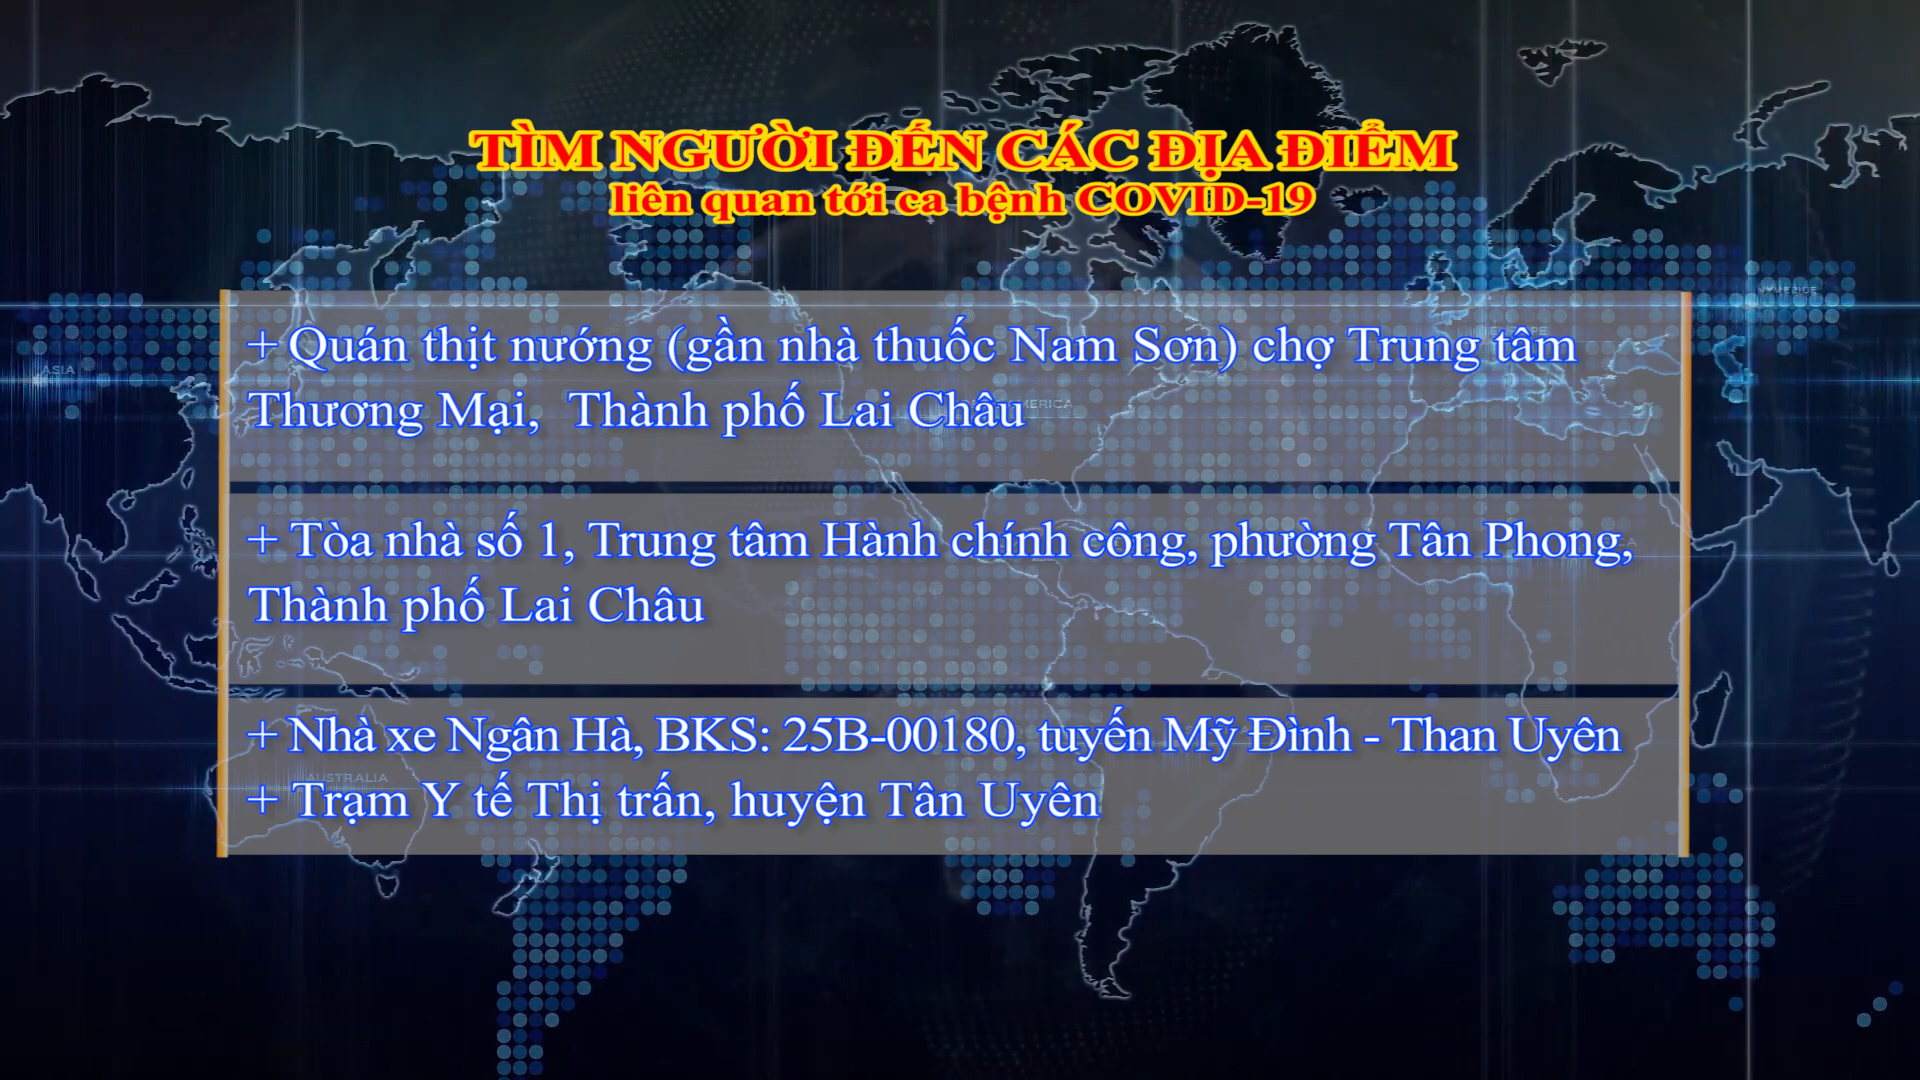 TÌM NGƯỜI ĐẾN CÁC ĐỊA ĐIỂM
liên quan tới ca bệnh COVID-19
+ Quán thịt nướng (gần nhà thuốc Nam Sơn) chợ Trung tâm
Thương Mại, Thành phố Lai Châu
+ Tòa nhà số 1, Trung tâm Hành chính công, phường Tân Phong,
Thành phố Lai Châu
+ Nhà xe Ngân Hà, BKS: 25B-00180, tuyến Mỹ Đình - Than Uyên
+ Trạm Y tế Thị trấn, huyện Tân Uyên
ASIA
AUSTRALIA